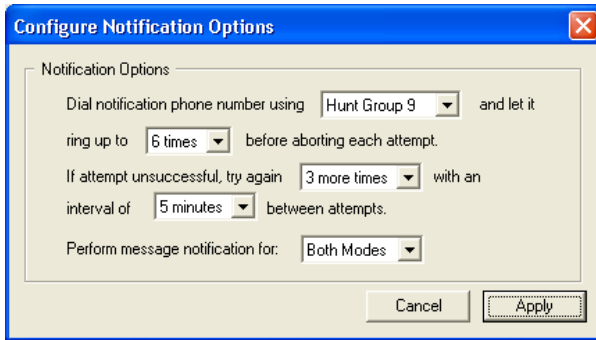 Configure Notification Options
Notification Options
Dial notification phone number using Hunt Group 9 and let it
ring up to 6 times before aborting each attempt.
If attempt unsuccessful, try again 3 more times with an
interval of 5 minutes between attempts.
Perform message notification for: Both Modes
Cancel Apply